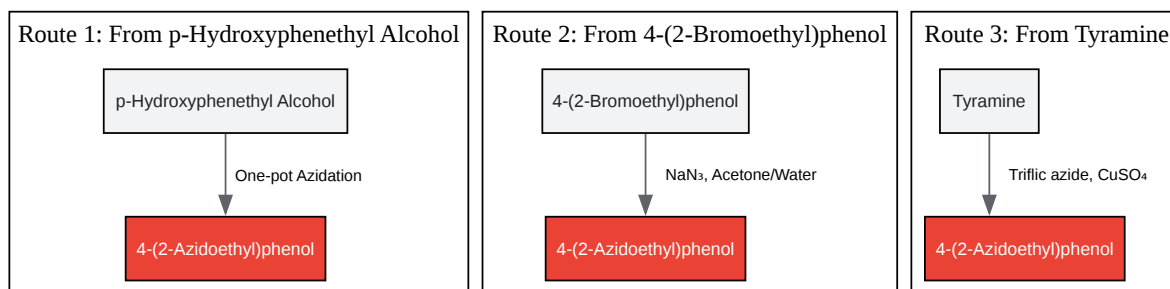 Route 1: From p-Hydroxyphenethyl Alcohol
p-Hydroxyphenethyl Alcohol
One-pot Azidation
4-(2-Azidoethyl)phenol
Route 2: From 4-(2-Bromoethyl)phenol
4-(2-Bromoethyl)phenol
NaN₃, Acetone/Water
4-(2-Azidoethyl)phenol
Route 3: From Tyramine
Tyramine
Triflic azide, CuSO₄
4-(2-Azidoethyl)phenol